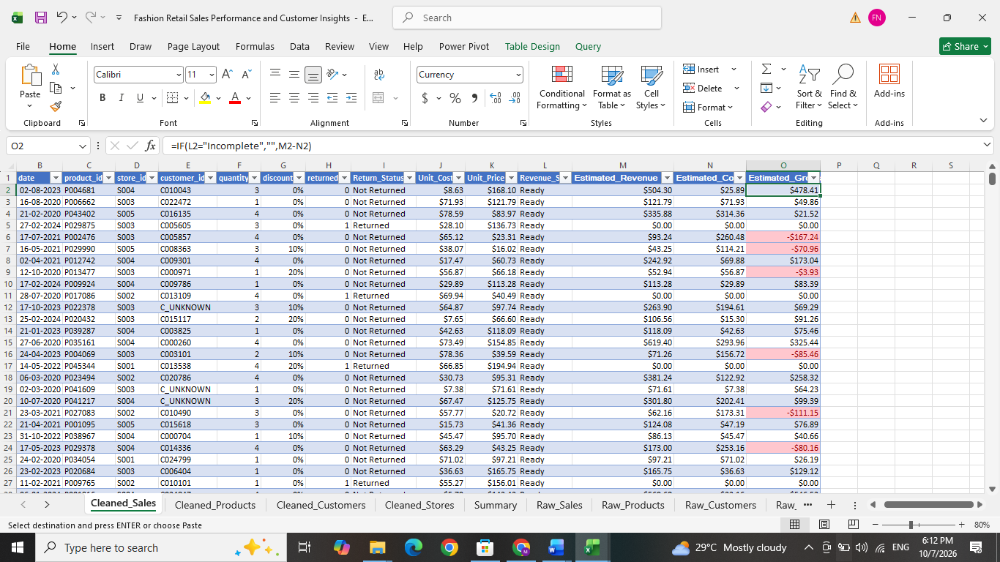 Fashion Retail Sales Performance and Customer Insights - E...
Search
FN
File Home Insert Draw Page Layout Formulas Data Review View Help Power Pivot Table Design Query
Share
Paste
Clipboard
Calibri 11
B I U
Font
Alignment
Currency
Number
Conditional Formatting
Format as Table
Cell Styles
Styles
Insert
Delete
Format
Cells
Sort & Filter
Find & Select
Editing
Add-ins
Add-ins
O2 fx =IF(L2="Incomplete","",M2-N2)
B C D E F G H I J K L M N O P Q R S
1 date product_id store_id customer_id quantity discount returned Return_Status Unit_Cost Unit_Price Revenue_S Estimated_Revenue Estimated_Co Estimated_Gro
2 02-08-2023 P004681 S004 C010043 3 0% 0 Not Returned $8.63 $168.10 Ready $504.30 $25.89 $478.41
3 16-08-2020 P006662 S003 C022472 1 0% 0 Not Returned $71.93 $121.79 Ready $121.79 $71.93 $49.86
4 21-02-2020 P043402 S005 C016135 4 0% 0 Not Returned $78.59 $83.97 Ready $335.88 $314.36 $21.52
5 27-02-2024 P029875 S003 C005605 3 0% 1 Returned $28.10 $136.73 Ready $0.00 $0.00 $0.00
6 17-07-2021 P002476 S003 C005857 4 0% 0 Not Returned $65.12 $23.31 Ready $93.24 $260.48 -$167.24
7 16-05-2021 P029990 S005 C008363 3 10% 0 Not Returned $38.07 $16.02 Ready $43.25 $114.21 -$70.96
8 02-04-2021 P012742 S004 C009301 4 0% 0 Not Returned $17.47 $60.73 Ready $242.92 $69.88 $173.04
9 12-10-2020 P013477 S003 C000971 1 20% 0 Not Returned $56.87 $66.18 Ready $52.94 $56.87 -$3.93
10 17-02-2024 P009924 S004 C009786 1 0% 0 Not Returned $29.89 $113.28 Ready $113.28 $29.89 $83.39
11 28-07-2020 P017086 S002 C013109 4 0% 1 Returned $69.94 $40.49 Ready $0.00 $0.00 $0.00
12 17-10-2023 P022378 S003 C_UNKNOWN 3 10% 0 Not Returned $64.87 $97.74 Ready $263.90 $194.61 $69.29
13 25-02-2024 P020432 S003 C015117 2 20% 0 Not Returned $7.65 $66.60 Ready $106.56 $15.30 $91.26
14 21-01-2023 P039287 S004 C003825 1 0% 0 Not Returned $42.63 $118.09 Ready $118.09 $42.63 $75.46
15 27-06-2020 P035161 S004 C000260 4 0% 0 Not Returned $73.49 $154.85 Ready $619.40 $293.96 $325.44
16 24-04-2023 P004069 S003 C003101 2 10% 0 Not Returned $78.36 $39.59 Ready $71.26 $156.72 -$85.46
17 14-05-2022 P045344 S001 C013538 4 20% 1 Returned $66.85 $194.94 Ready $0.00 $0.00 $0.00
18 06-03-2020 P023494 S002 C020786 4 0% 0 Not Returned $30.73 $95.31 Ready $381.24 $122.92 $258.32
19 02-03-2020 P041609 S003 C_UNKNOWN 1 0% 0 Not Returned $7.38 $71.61 Ready $71.61 $7.38 $64.23
20 10-07-2020 P041217 S004 C_UNKNOWN 3 20% 0 Not Returned $67.47 $125.75 Ready $301.80 $202.41 $99.39
21 23-03-2021 P027083 S002 C010490 3 0% 0 Not Returned $57.77 $20.72 Ready $62.16 $173.31 -$111.15
22 21-04-2021 P001095 S005 C015618 3 0% 0 Not Returned $15.73 $41.36 Ready $124.08 $47.19 $76.89
23 31-10-2022 P038967 S004 C000704 1 10% 0 Not Returned $45.47 $95.70 Ready $86.13 $45.47 $40.66
24 17-05-2023 P029378 S004 C014336 4 0% 0 Not Returned $63.29 $43.25 Ready $173.00 $253.16 -$80.16
25 24-02-2020 P034054 S001 C024799 1 0% 0 Not Returned $71.02 $97.21 Ready $97.21 $71.02 $26.19
26 23-02-2023 P020684 S003 C006404 1 0% 0 Not Returned $36.63 $165.75 Ready $165.75 $36.63 $129.12
27 11-02-2021 P009765 S002 C010101 1 0% 1 Returned $55.27 $156.01 Ready $0.00 $0.00 $0.00
Cleaned_Sales Cleaned_Products Cleaned_Customers Cleaned_Stores Summary Raw_Sales Raw_Products Raw_Customers Raw_ ...
Select destination and press ENTER or choose Paste
80%
Type here to search
29°C Mostly cloudy
ENG
6:12 PM
10/7/2026